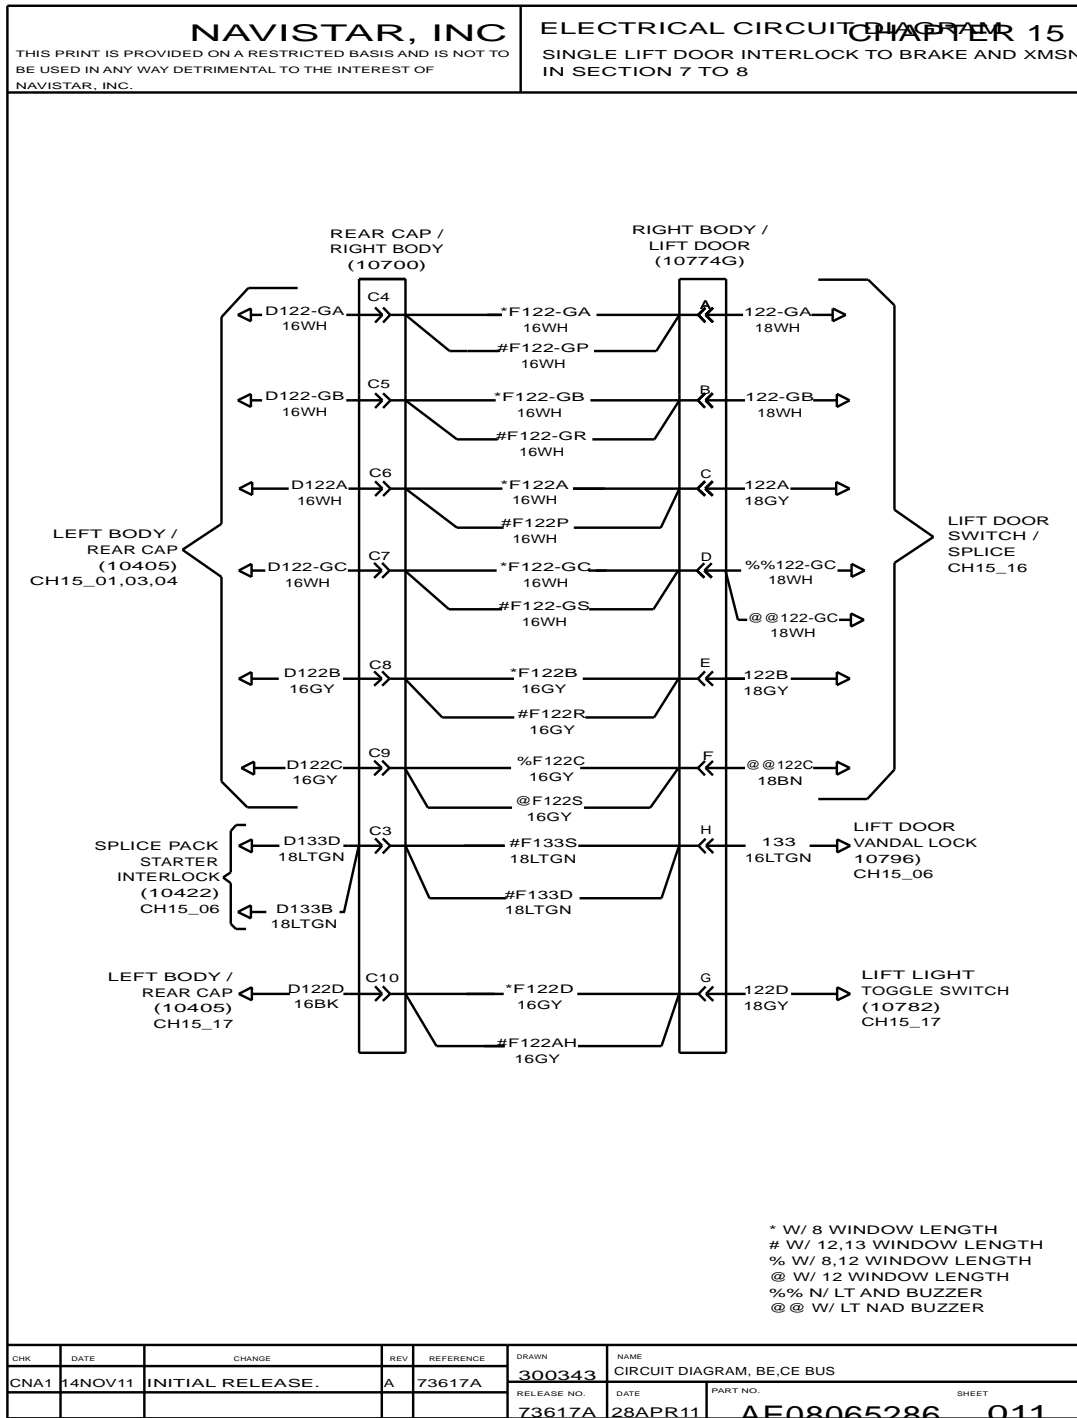 NAVISTAR, INC
THIS PRINT IS PROVIDED ON A RESTRICTED BASIS AND IS NOT TO
BE USED IN ANY WAY DETRIMENTAL TO THE INTEREST OF
NAVISTAR, INC.
ELECTRICAL CIRCUIT DIAGRAM
CHAPTER 15
SINGLE LIFT DOOR INTERLOCK TO BRAKE AND XMSN
IN SECTION 7 TO 8
REAR CAP /
RIGHT BODY
(10700)
RIGHT BODY /
LIFT DOOR
(10774G)
D122-GA
16WH
C4
*F122-GA
16WH
#F122-GP
16WH
A
122-GA
18WH
D122-GB
16WH
C5
*F122-GB
16WH
#F122-GR
16WH
B
122-GB
18WH
D122A
16WH
C6
*F122A
16WH
#F122P
16WH
C
122A
18GY
LEFT BODY /
REAR CAP
(10405)
CH15_01,03,04
D122-GC
16WH
C7
*F122-GC
16WH
#F122-GS
16WH
D
%%122-GC
18WH
@@122-GC
18WH
LIFT DOOR
SWITCH /
SPLICE
CH15_16
D122B
16GY
C8
*F122B
16GY
#F122R
16GY
E
122B
18GY
D122C
16GY
C9
%F122C
16GY
@F122S
16GY
F
@@122C
18BN
SPLICE PACK
STARTER
INTERLOCK
(10422)
CH15_06
D133D
18LTGN
D133B
18LTGN
C3
#F133S
18LTGN
#F133D
18LTGN
H
133
16LTGN
LIFT DOOR
VANDAL LOCK
10796)
CH15_06
LEFT BODY /
REAR CAP
(10405)
CH15_17
D122D
16BK
C10
*F122D
16GY
#F122AH
16GY
G
122D
18GY
LIFT LIGHT
TOGGLE SWITCH
(10782)
CH15_17
* W/ 8 WINDOW LENGTH
# W/ 12,13 WINDOW LENGTH
% W/ 8,12 WINDOW LENGTH
@ W/ 12 WINDOW LENGTH
%% N/ LT AND BUZZER
@@ W/ LT NAD BUZZER
CHK DATE CHANGE REV REFERENCE
CNA1 14NOV11 INITIAL RELEASE. A 73617A
DRAWN
300343
NAME
CIRCUIT DIAGRAM, BE,CE BUS
RELEASE NO.
73617A
DATE
28APR11
PART NO.
AE08065286
SHEET
011